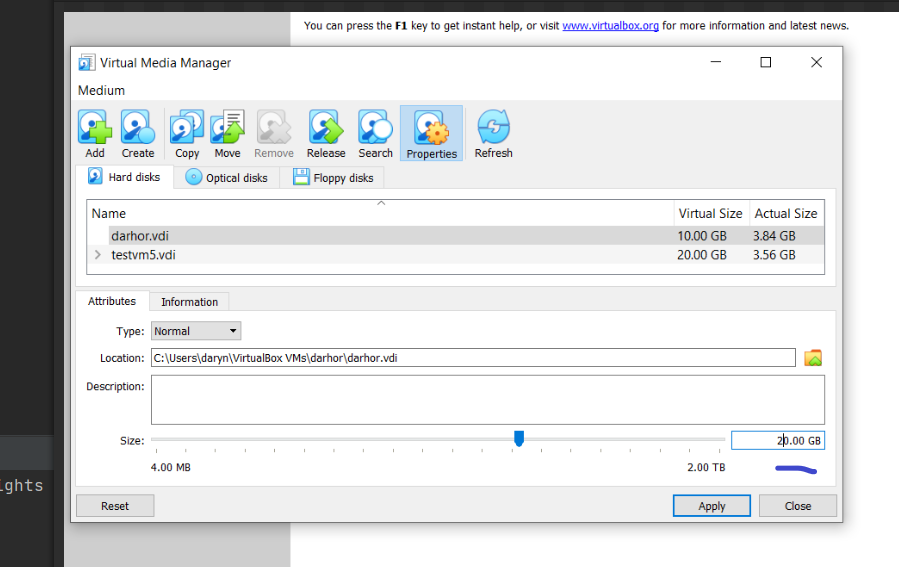 You can press the F1 key to get instant help, or visit www.virtualbox.org for more information and latest news.
Virtual Media Manager
Medium
Add Create Copy Move Remove Release Search Properties Refresh
Hard disks Optical disks Floppy disks
Name Virtual Size Actual Size
darhor.vdi 10.00 GB 3.84 GB
testvm5.vdi 20.00 GB 3.56 GB
Attributes Information
Type: Normal
Location: C:\Users\daryn\VirtualBox VMs\darhor\darhor.vdi
Description:
Size: 20.00 GB
4.00 MB 2.00 TB
ights
Reset Apply Close